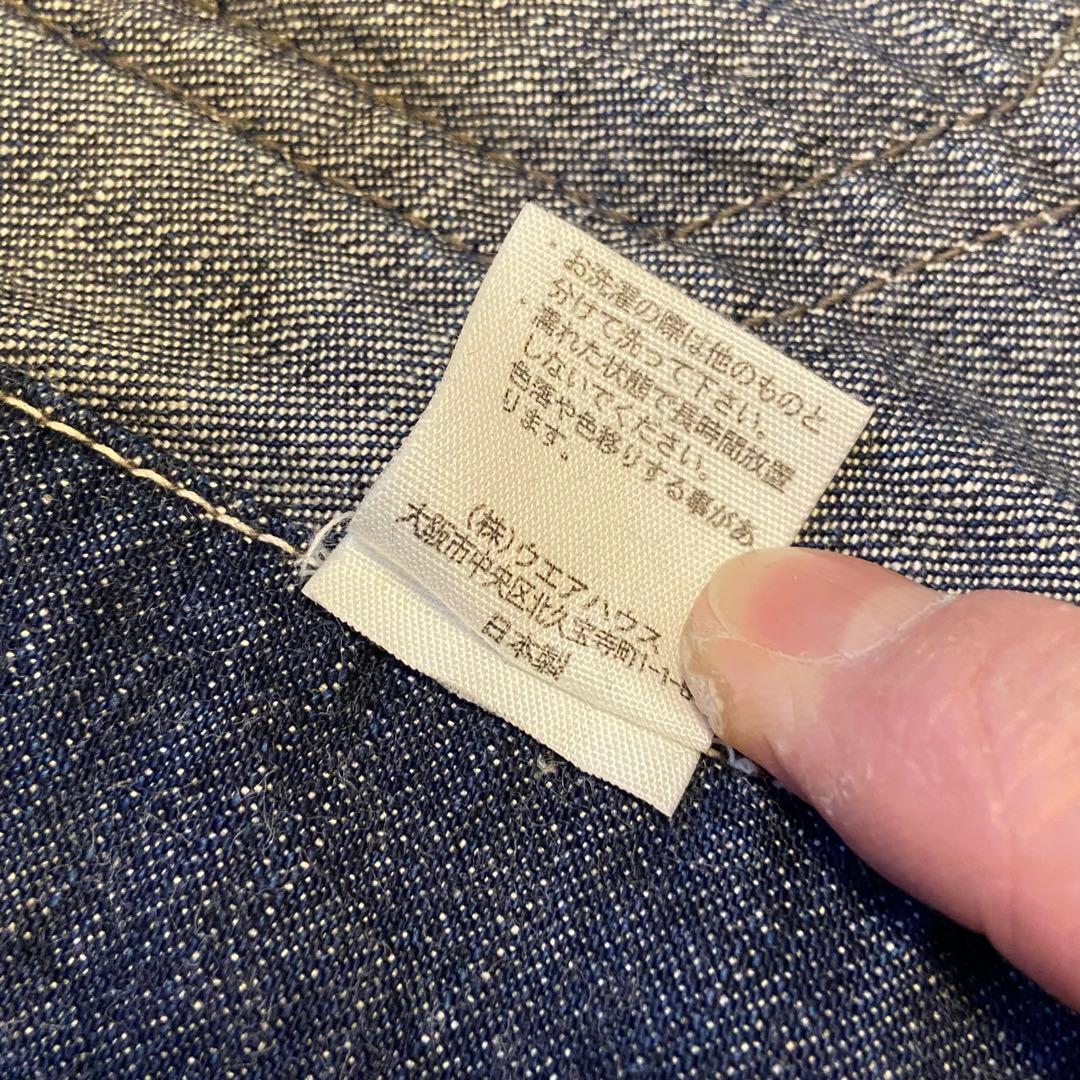 ・お洗濯の際は他のものと
分けて洗って下さい。
・濡れた状態で長時間放置
しないでください。
色落や色移りする事があ
ります。
(株)ウエアハウス
大阪市中央区北久宝寺町1-1-8
日本製